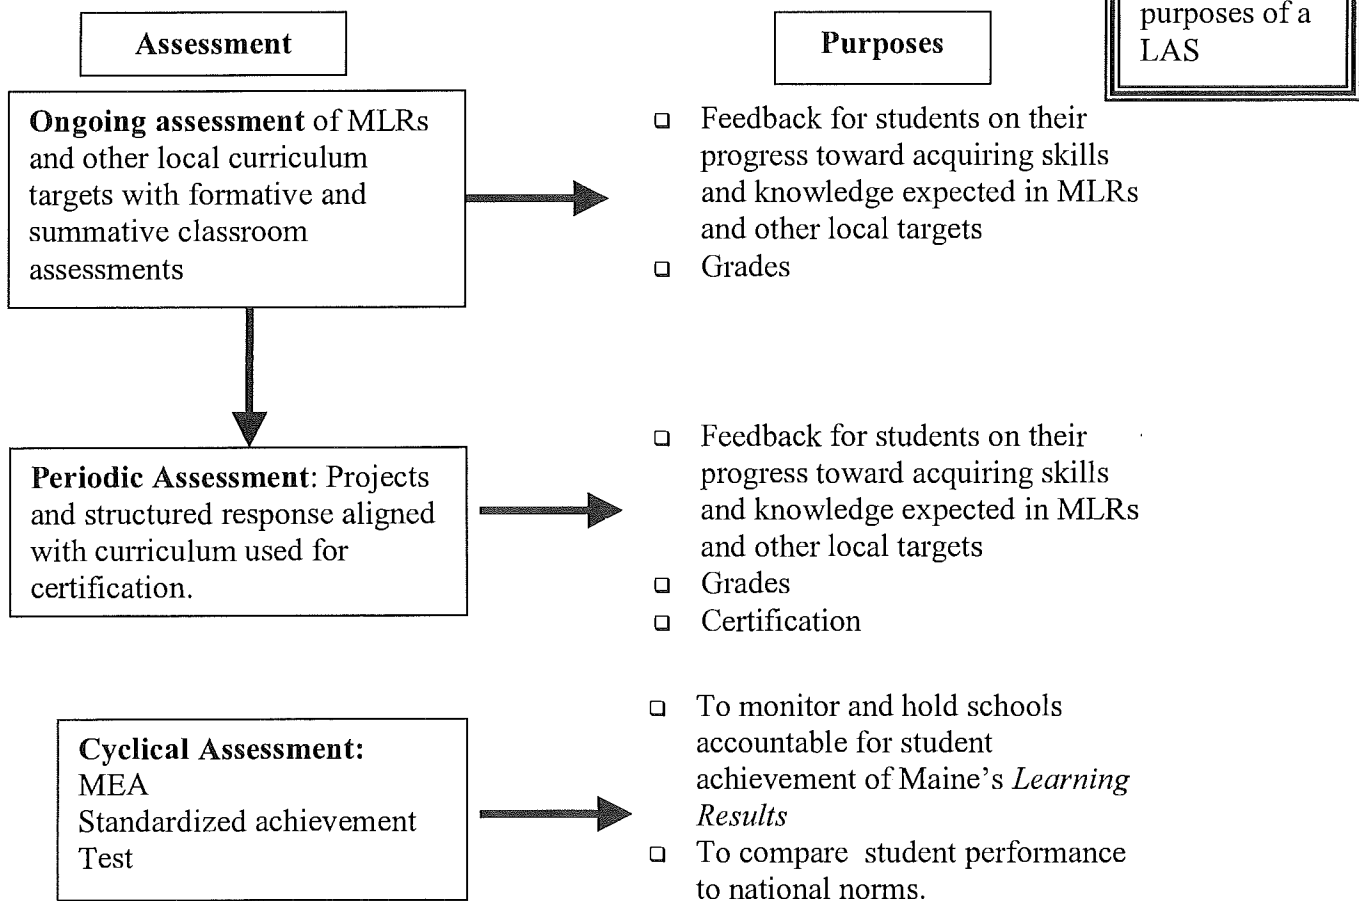 purposes of a
LAS
Assessment
Purposes
Ongoing assessment of MLRs
and other local curriculum
targets with formative and
summative classroom
assessments
❑ Feedback for students on their
progress toward acquiring skills
and knowledge expected in MLRs
and other local targets
❑ Grades
Periodic Assessment: Projects
and structured response aligned
with curriculum used for
certification.
❑ Feedback for students on their
progress toward acquiring skills
and knowledge expected in MLRs
and other local targets
❑ Grades
❑ Certification
Cyclical Assessment:
MEA
Standardized achievement
Test
❑ To monitor and hold schools
accountable for student
achievement of Maine's Learning
Results
❑ To compare student performance
to national norms.